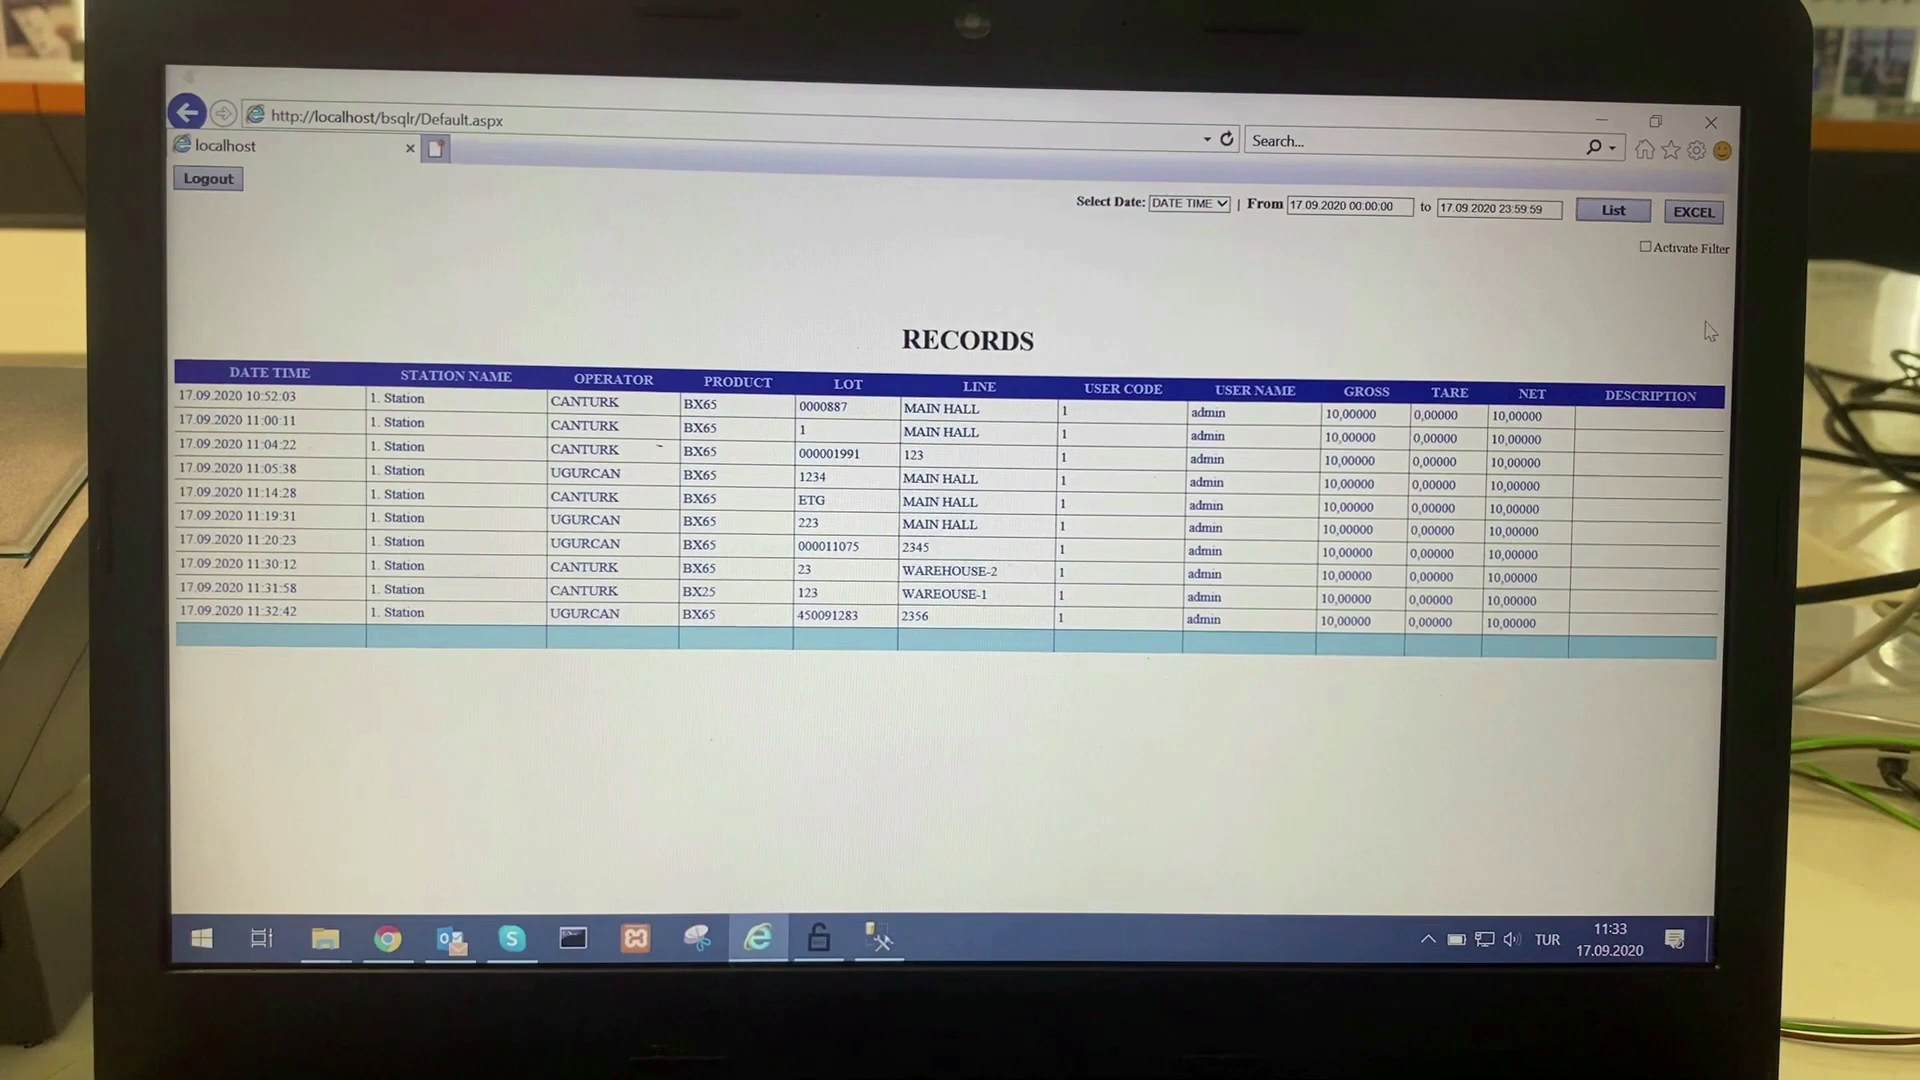 http://localhost/bsqlr/Default.aspx
Search...
localhost
Logout
Select Date: DATE TIME | From 17.09.2020 00:00:00 to 17.09.2020 23:59:59 List EXCEL
Activate Filter
RECORDS
DATE TIME STATION NAME OPERATOR PRODUCT LOT LINE USER CODE USER NAME GROSS TARE NET DESCRIPTION
17.09.2020 10:52:03 1. Station CANTURK BX65 0000887 MAIN HALL 1 admin 10,00000 0,00000 10,00000
17.09.2020 11:00:11 1. Station CANTURK BX65 1 MAIN HALL 1 admin 10,00000 0,00000 10,00000
17.09.2020 11:04:22 1. Station CANTURK BX65 000001991 123 1 admin 10,00000 0,00000 10,00000
17.09.2020 11:05:38 1. Station UGURCAN BX65 1234 MAIN HALL 1 admin 10,00000 0,00000 10,00000
17.09.2020 11:14:28 1. Station CANTURK BX65 ETG MAIN HALL 1 admin 10,00000 0,00000 10,00000
17.09.2020 11:19:31 1. Station UGURCAN BX65 223 MAIN HALL 1 admin 10,00000 0,00000 10,00000
17.09.2020 11:20:23 1. Station UGURCAN BX65 000011075 2345 1 admin 10,00000 0,00000 10,00000
17.09.2020 11:30:12 1. Station CANTURK BX65 23 WAREHOUSE-2 1 admin 10,00000 0,00000 10,00000
17.09.2020 11:31:58 1. Station CANTURK BX25 123 WAREOUSE-1 1 admin 10,00000 0,00000 10,00000
17.09.2020 11:32:42 1. Station UGURCAN BX65 450091283 2356 1 admin 10,00000 0,00000 10,00000
TUR
11:33
17.09.2020